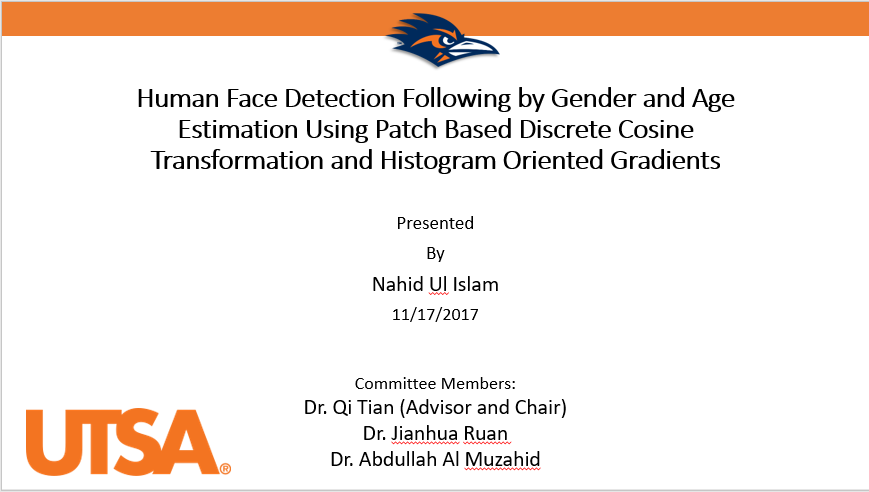 Human Face Detection Following by Gender and Age
Estimation Using Patch Based Discrete Cosine
Transformation and Histogram Oriented Gradients
Presented
By
Nahid Ul Islam
11/17/2017
Committee Members:
Dr. Qi Tian (Advisor and Chair)
Dr. Jianhua Ruan
Dr. Abdullah Al Muzahid
UTSA®